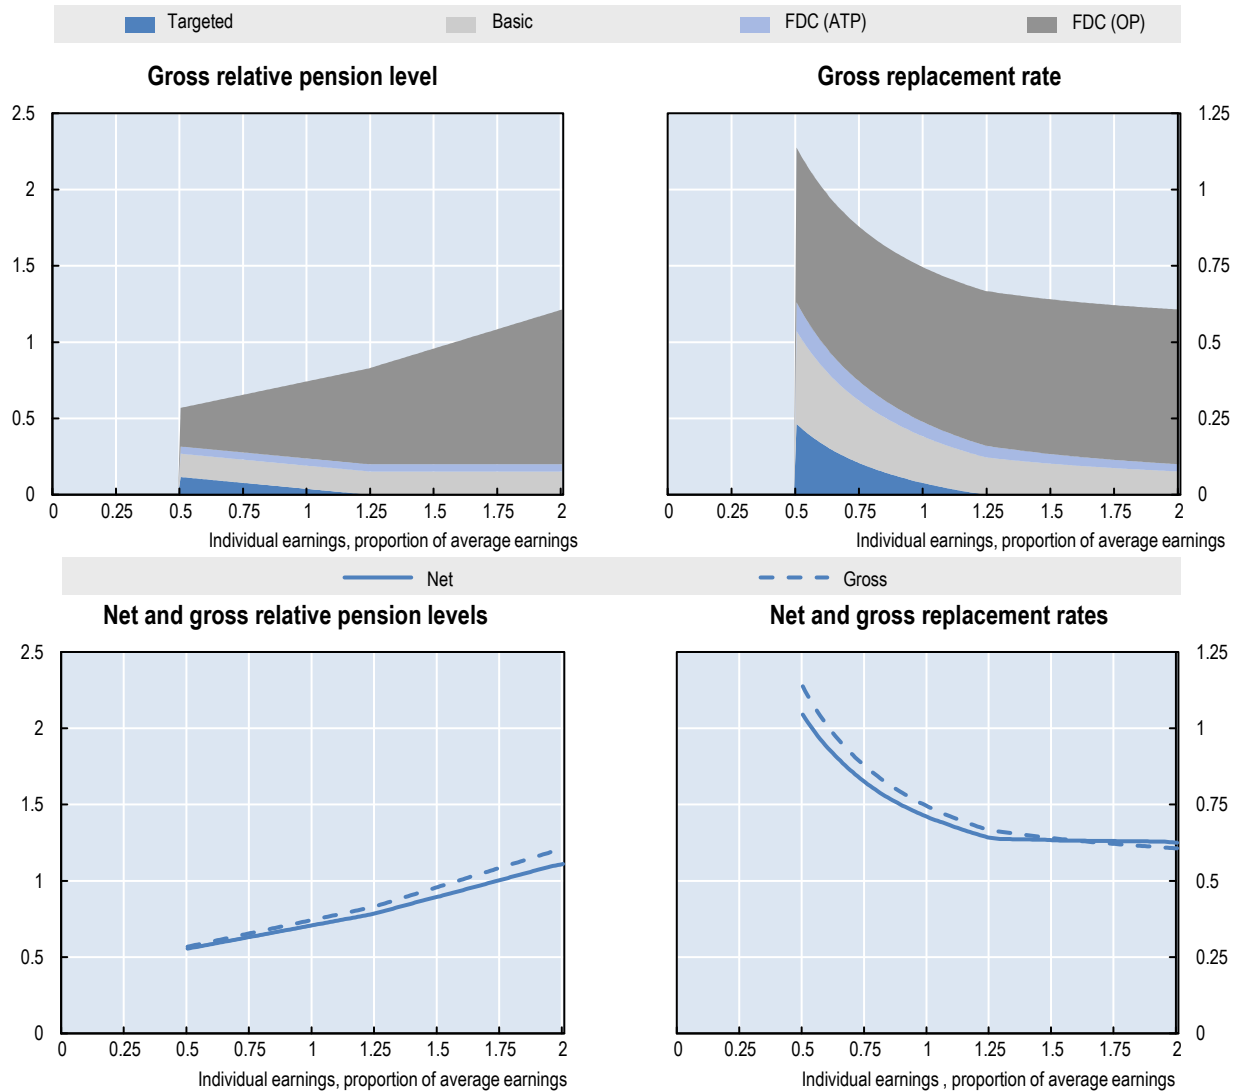 Targeted Basic FDC (ATP) FDC (OP)
Gross relative pension level
2.5
2
1.5
1
0.5
0
0 0.25 0.5 0.75 1 1.25 1.5 1.75 2
Individual earnings, proportion of average earnings
Gross replacement rate
1.25
1
0.75
0.5
0.25
0
0 0.25 0.5 0.75 1 1.25 1.5 1.75 2
Individual earnings, proportion of average earnings
Net Gross
Net and gross relative pension levels
2.5
2
1.5
1
0.5
0
0 0.25 0.5 0.75 1 1.25 1.5 1.75 2
Individual earnings, proportion of average earnings
Net and gross replacement rates
1.25
1
0.75
0.5
0.25
0
0 0.25 0.5 0.75 1 1.25 1.5 1.75 2
Individual earnings , proportion of average earnings